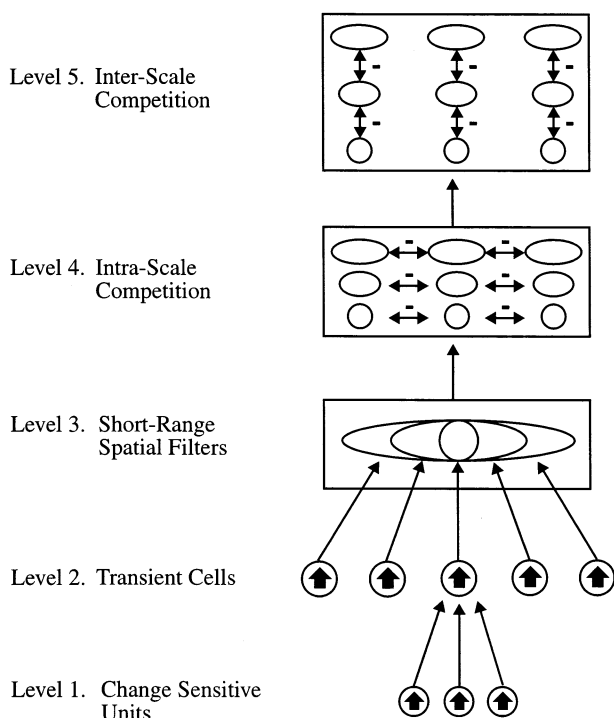 Level 5. Inter-Scale
Competition
-
-
-
-
-
-
Level 4. Intra-Scale
Competition
-
-
-
-
-
-
Level 3. Short-Range
Spatial Filters
Level 2. Transient Cells
Level 1. Change Sensitive
Units